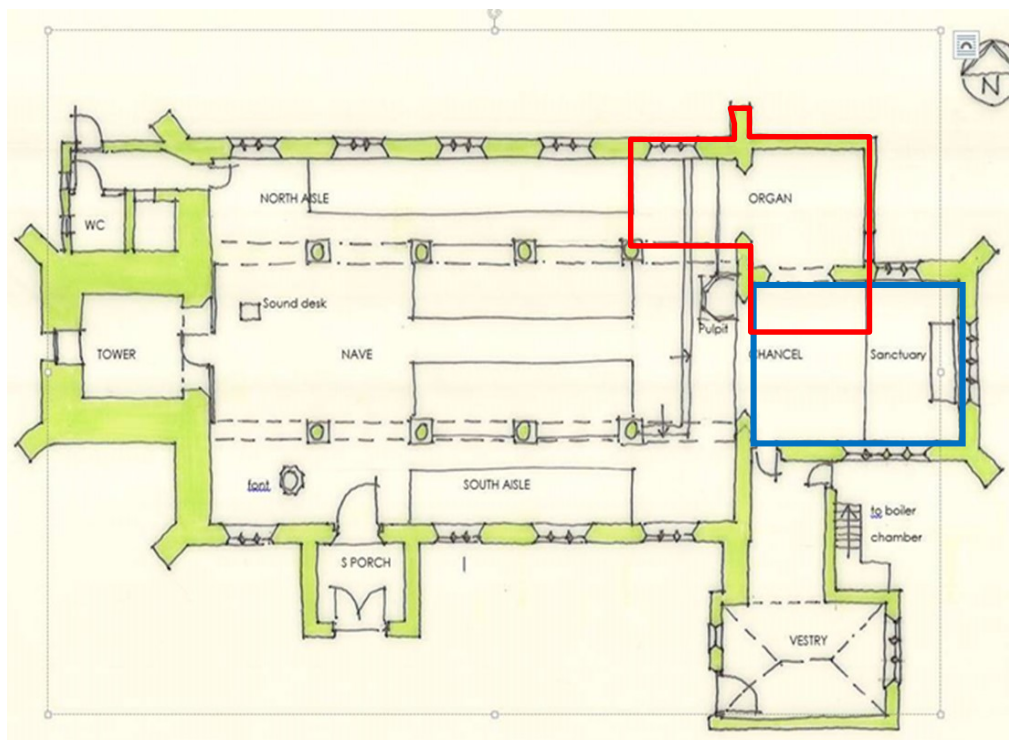 N
NORTH AISLE
ORGAN
WC
Sound desk
Pulpit
TOWER
NAVE
CHANCEL
Sanctuary
font
SOUTH AISLE
to boiler
chamber
S PORCH
VESTRY